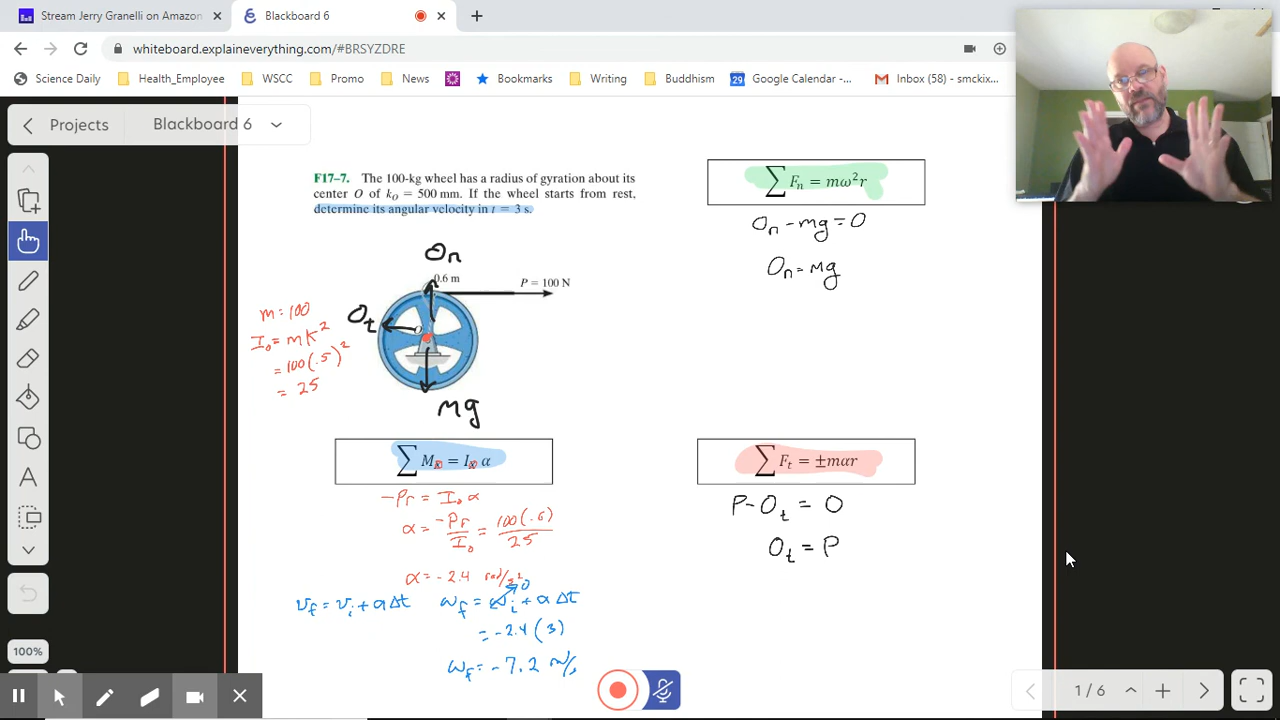 Stream Jerry Granelli on Amazon
Blackboard 6
whiteboard.explaineverything.com/#BRSYZDRE
Science Daily
Health_Employee
WSCC
Promo
News
Bookmarks
Writing
Buddhism
29
Google Calendar -...
Inbox (58) - smckix...
Projects
Blackboard 6
F17–7. The 100-kg wheel has a radius of gyration about its
center O of kO = 500 mm. If the wheel starts from rest,
determine its angular velocity in t = 3 s.
∑ Fn = mω²r
On - mg = 0
On = mg
On
0.6 m
P = 100 N
Ot
O
mg
m = 100
Io = mk²
= 100(.5)²
= 25
∑ M = I α
-Pr = Io α
α = -Pr/Io = 100(.6)/25
α = -2.4 rad/s²
vf = vi + aΔt
ωf = ωi + αΔt
0
= -2.4(3)
ωf = -7.2
∑ Ft = ±mαr
P - Ot = 0
Ot = P
A
100%
1 / 6